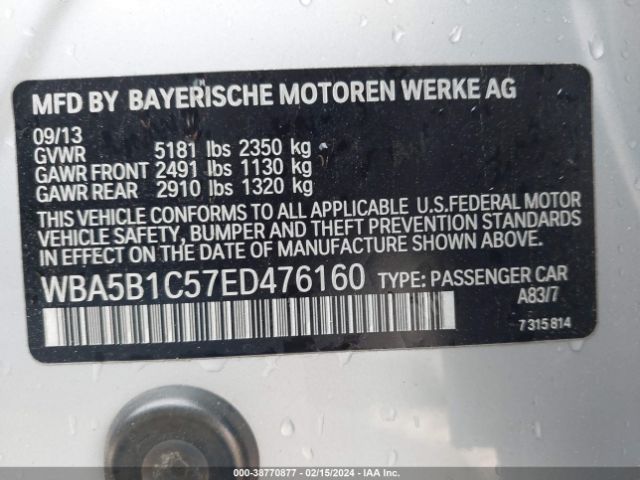 MFD BY BAYERISCHE MOTOREN WERKE AG
09/13
GVWR 5181 lbs 2350 kg
GAWR FRONT 2491 lbs 1130 kg
GAWR REAR 2910 lbs 1320 kg
THIS VEHICLE CONFORMS TO ALL APPLICABLE U.S.FEDERAL MOTOR
VEHICLE SAFETY, BUMPER AND THEFT PREVENTION STANDARDS
IN EFFECT ON THE DATE OF MANUFACTURE SHOWN ABOVE.
WBA5B1C57ED476160 TYPE: PASSENGER CAR
A83/7
7 315 814
WWW.IAAI.COM - 38770877 - 02/15/2024 - IAA Inc.